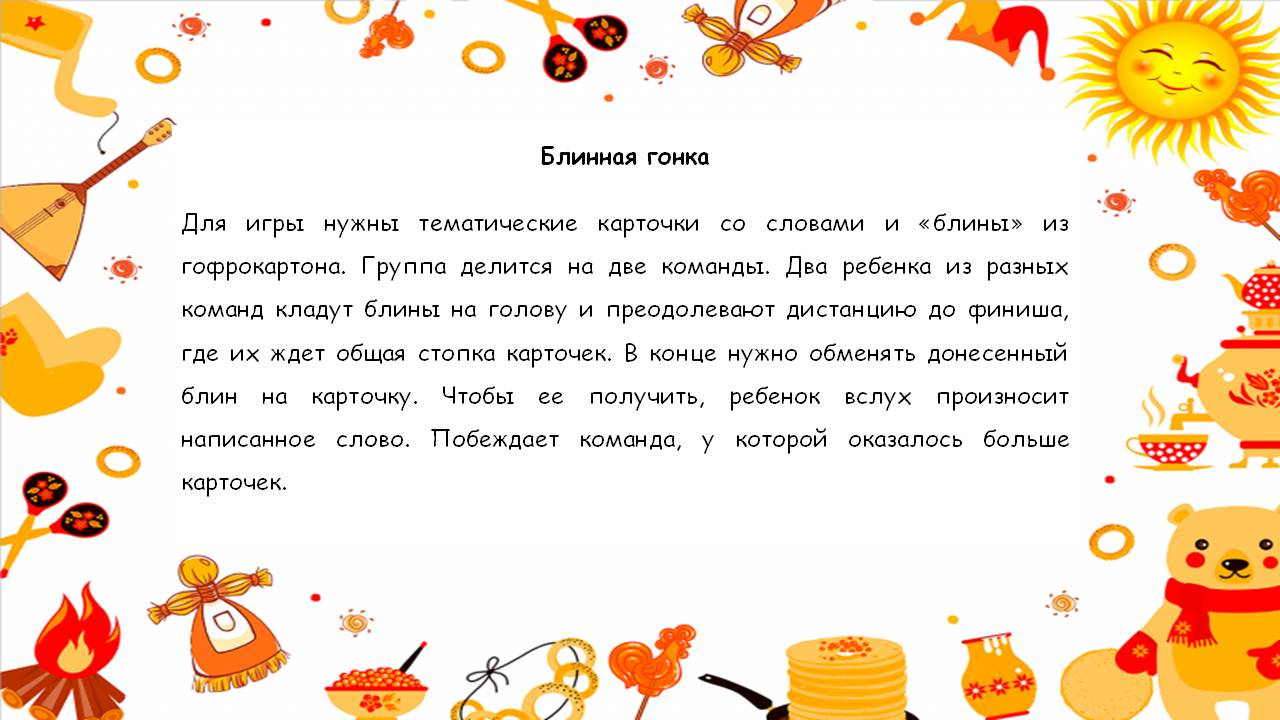 Блинная гонка
Для игры нужны тематические карточки со словами и «блины» из
гофрокартона. Группа делится на две команды. Два ребенка из разных
команд кладут блины на голову и преодолевают дистанцию до финиша,
где их ждет общая стопка карточек. В конце нужно обменять донесенный
блин на карточку. Чтобы ее получить, ребенок вслух произносит
написанное слово. Побеждает команда, у которой оказалось больше
карточек.